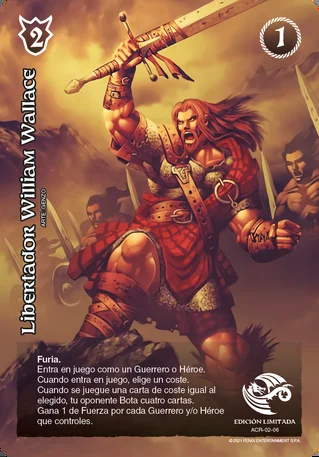 2
1
Libertador William Wallace
ARTE: GENZO
Furia.
Entra en juego como un Guerrero o Héroe.
Cuando entra en juego, elige un coste.
Cuando se juegue una carta de coste igual al
elegido, tu oponente Bota cuatro cartas.
Gana 1 de Fuerza por cada Guerrero y/o Héroe
que controles.
EDICIÓN LIMITADA
ACR-02-06
©2021 FENIX ENTERTAINMENT S.P.A.